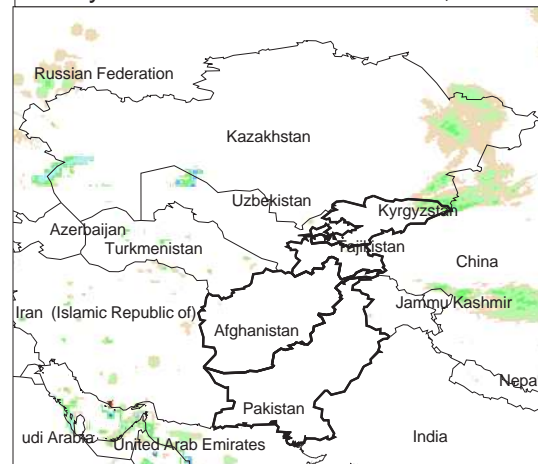 Russian Federation
Kazakhstan
Uzbekistan
Kyrgyzstan
Azerbaijan
Turkmenistan
Tajikistan
China
Iran (Islamic Republic of)
Jammu Kashmir
Afghanistan
Nepa
Pakistan
udi Arabia
United Arab Emirates
India